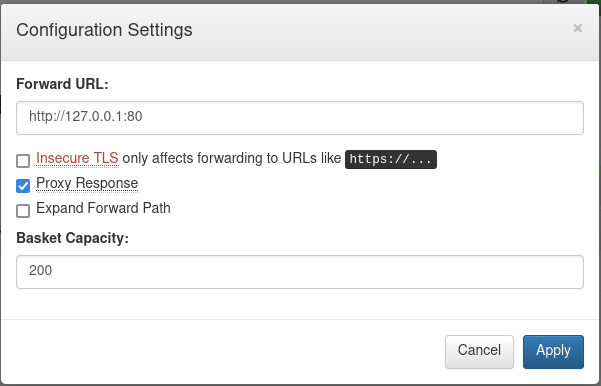 Configuration Settings ×
Forward URL:
http://127.0.0.1:80
Insecure TLS only affects forwarding to URLs like https://...
Proxy Response
Expand Forward Path
Basket Capacity:
200
Cancel Apply